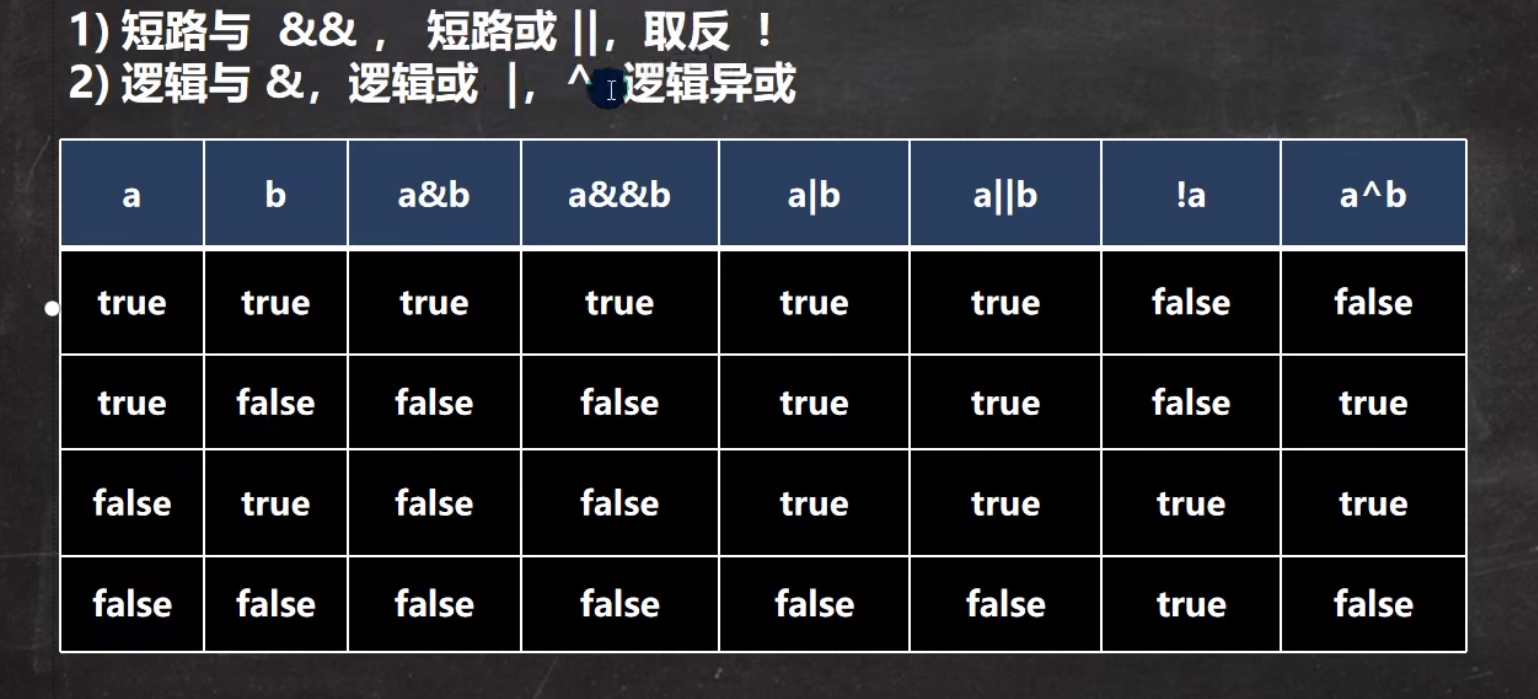 1) 短路与 && ， 短路或 ||，取反 ！
2) 逻辑与 &，逻辑或 |，^ 逻辑异或
a b a&b a&&b a|b a||b !a a^b
true true true true true true false false
true false false false true true false true
false true false false true true true true
false false false false false false true false